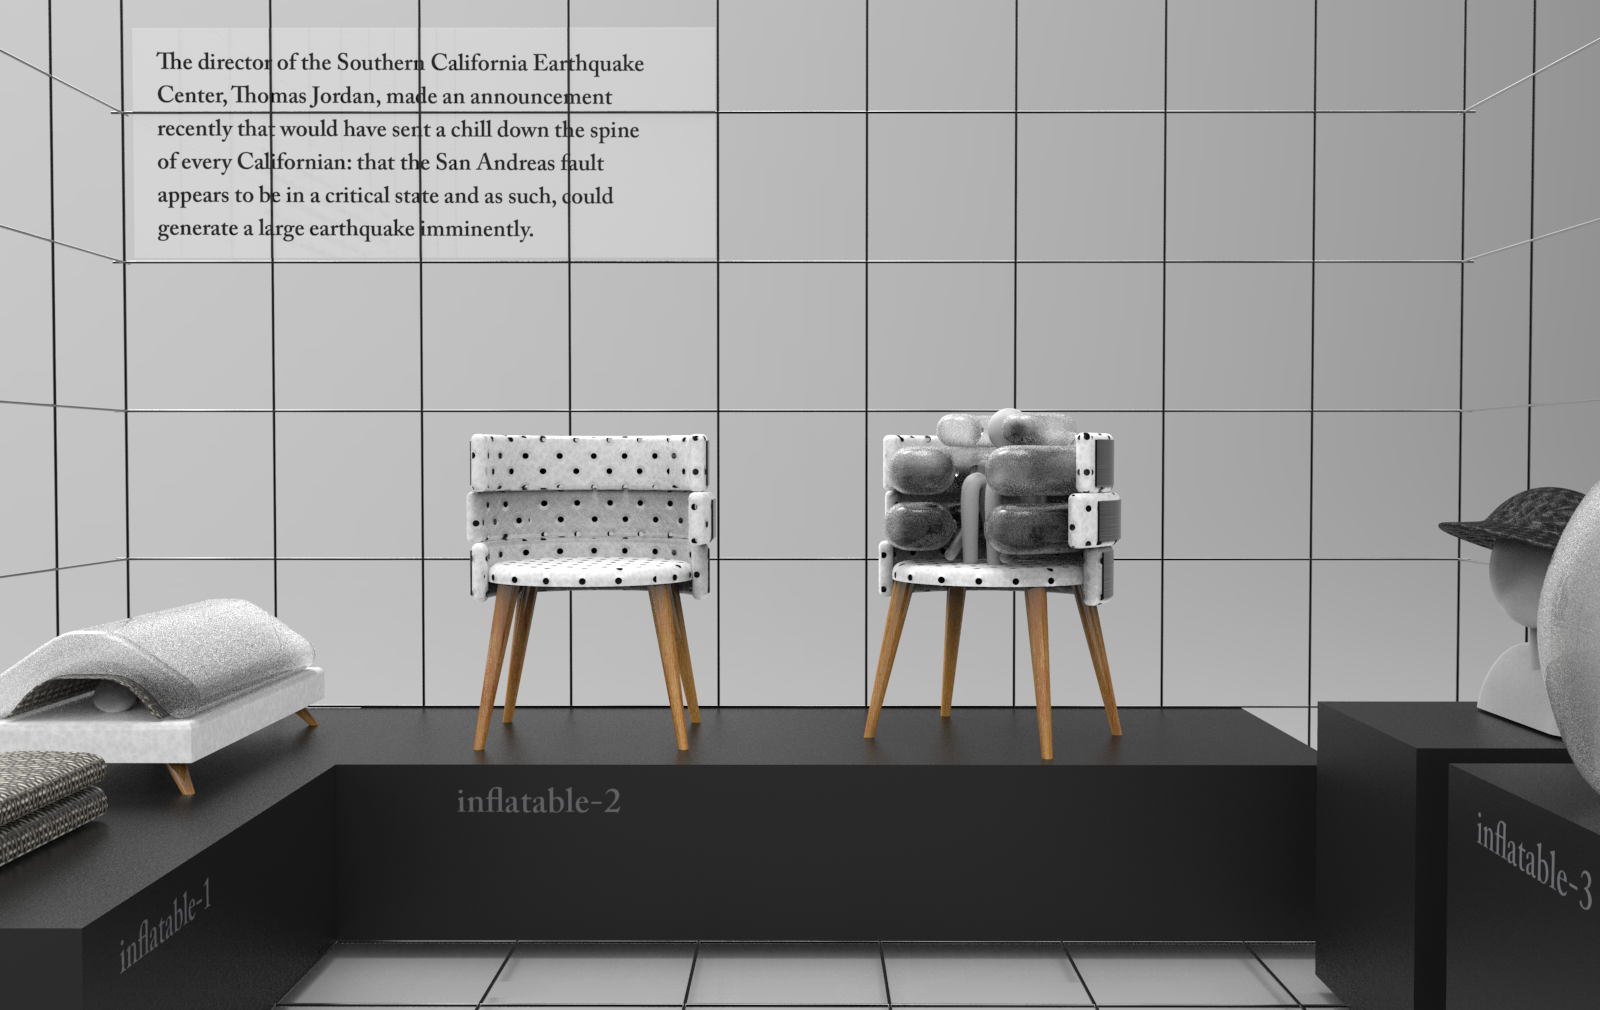 The director of the Southern California Earthquake
Center, Thomas Jordan, made an announcement
recently that would have sent a chill down the spine
of every Californian: that the San Andreas fault
appears to be in a critical state and as such, could
generate a large earthquake imminently.
inflatable-2
inflatable-1
inflatable-3